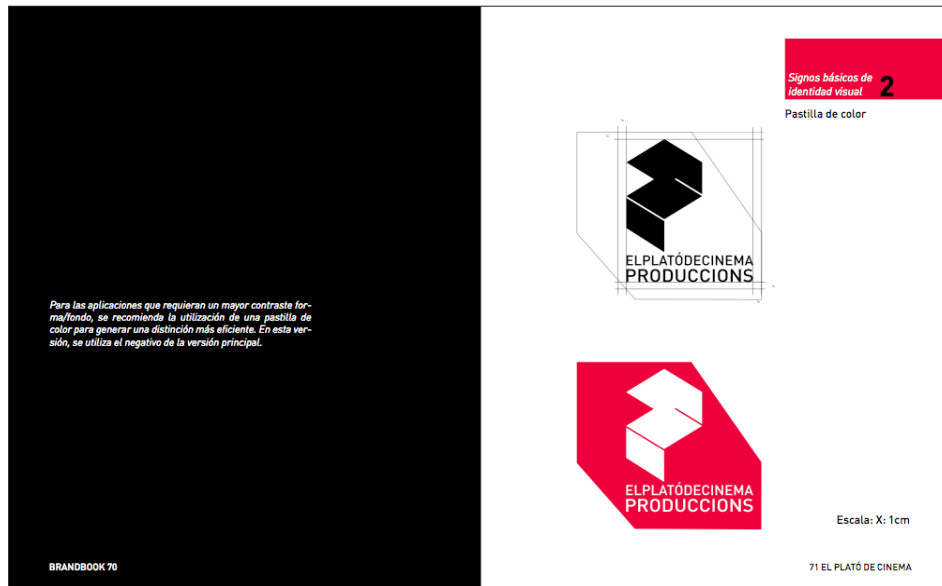 Para las aplicaciones que requieran un mayor contraste for-
ma/fondo, se recomienda la utilización de una pastilla de
color para generar una distinción más eficiente. En esta ver-
sión, se utiliza el negativo de la versión principal.
BRANDBOOK 70
Signos básicos de
identidad visual 2
Pastilla de color
ELPLATÓDECINEMA
PRODUCCIONS
ELPLATÓDECINEMA
PRODUCCIONS
Escala: X: 1cm
71 EL PLATÓ DE CINEMA